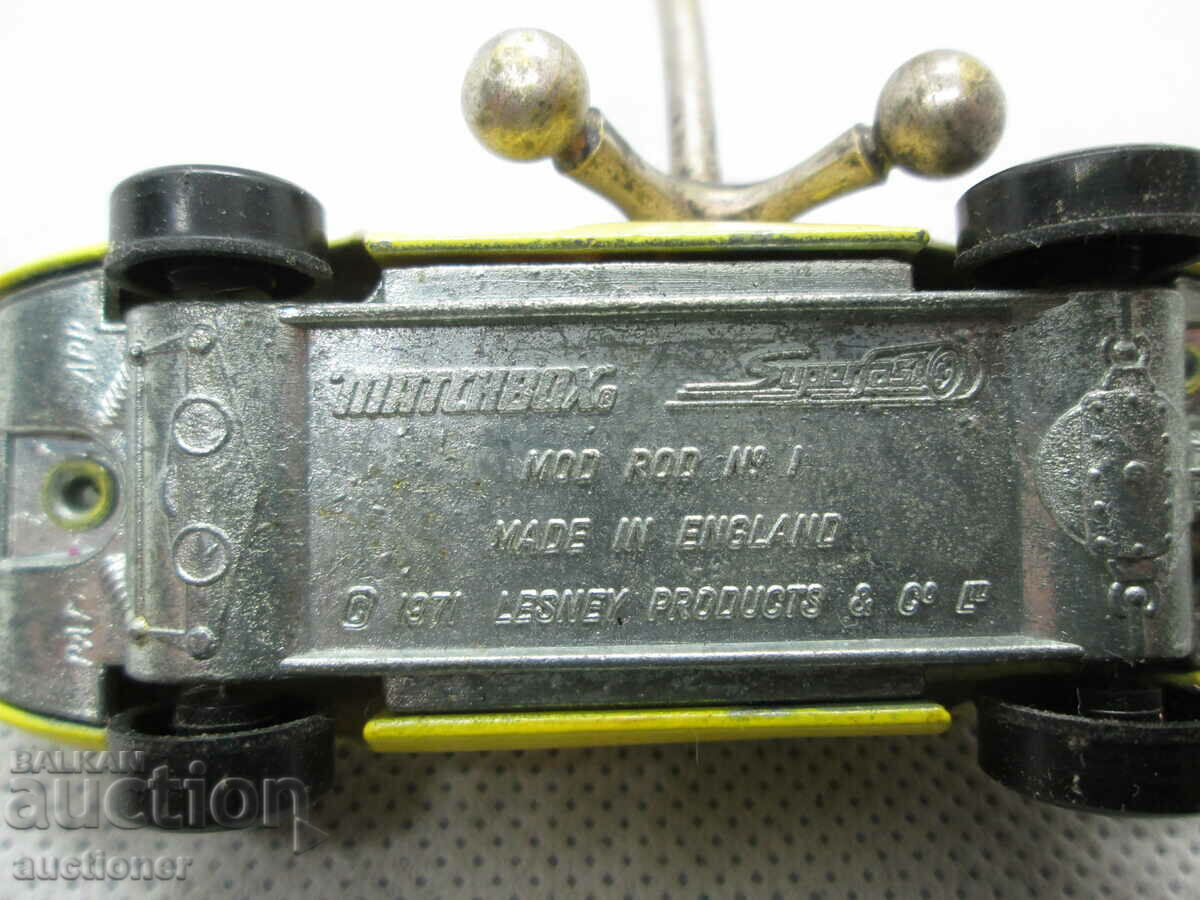 MATCHBOX®
Superfast
MOD ROD Nº 1
MADE IN ENGLAND
© 1971 LESNEY PRODUCTS & Cº Lᵀᴰ
BALKAN
auction
auctioner